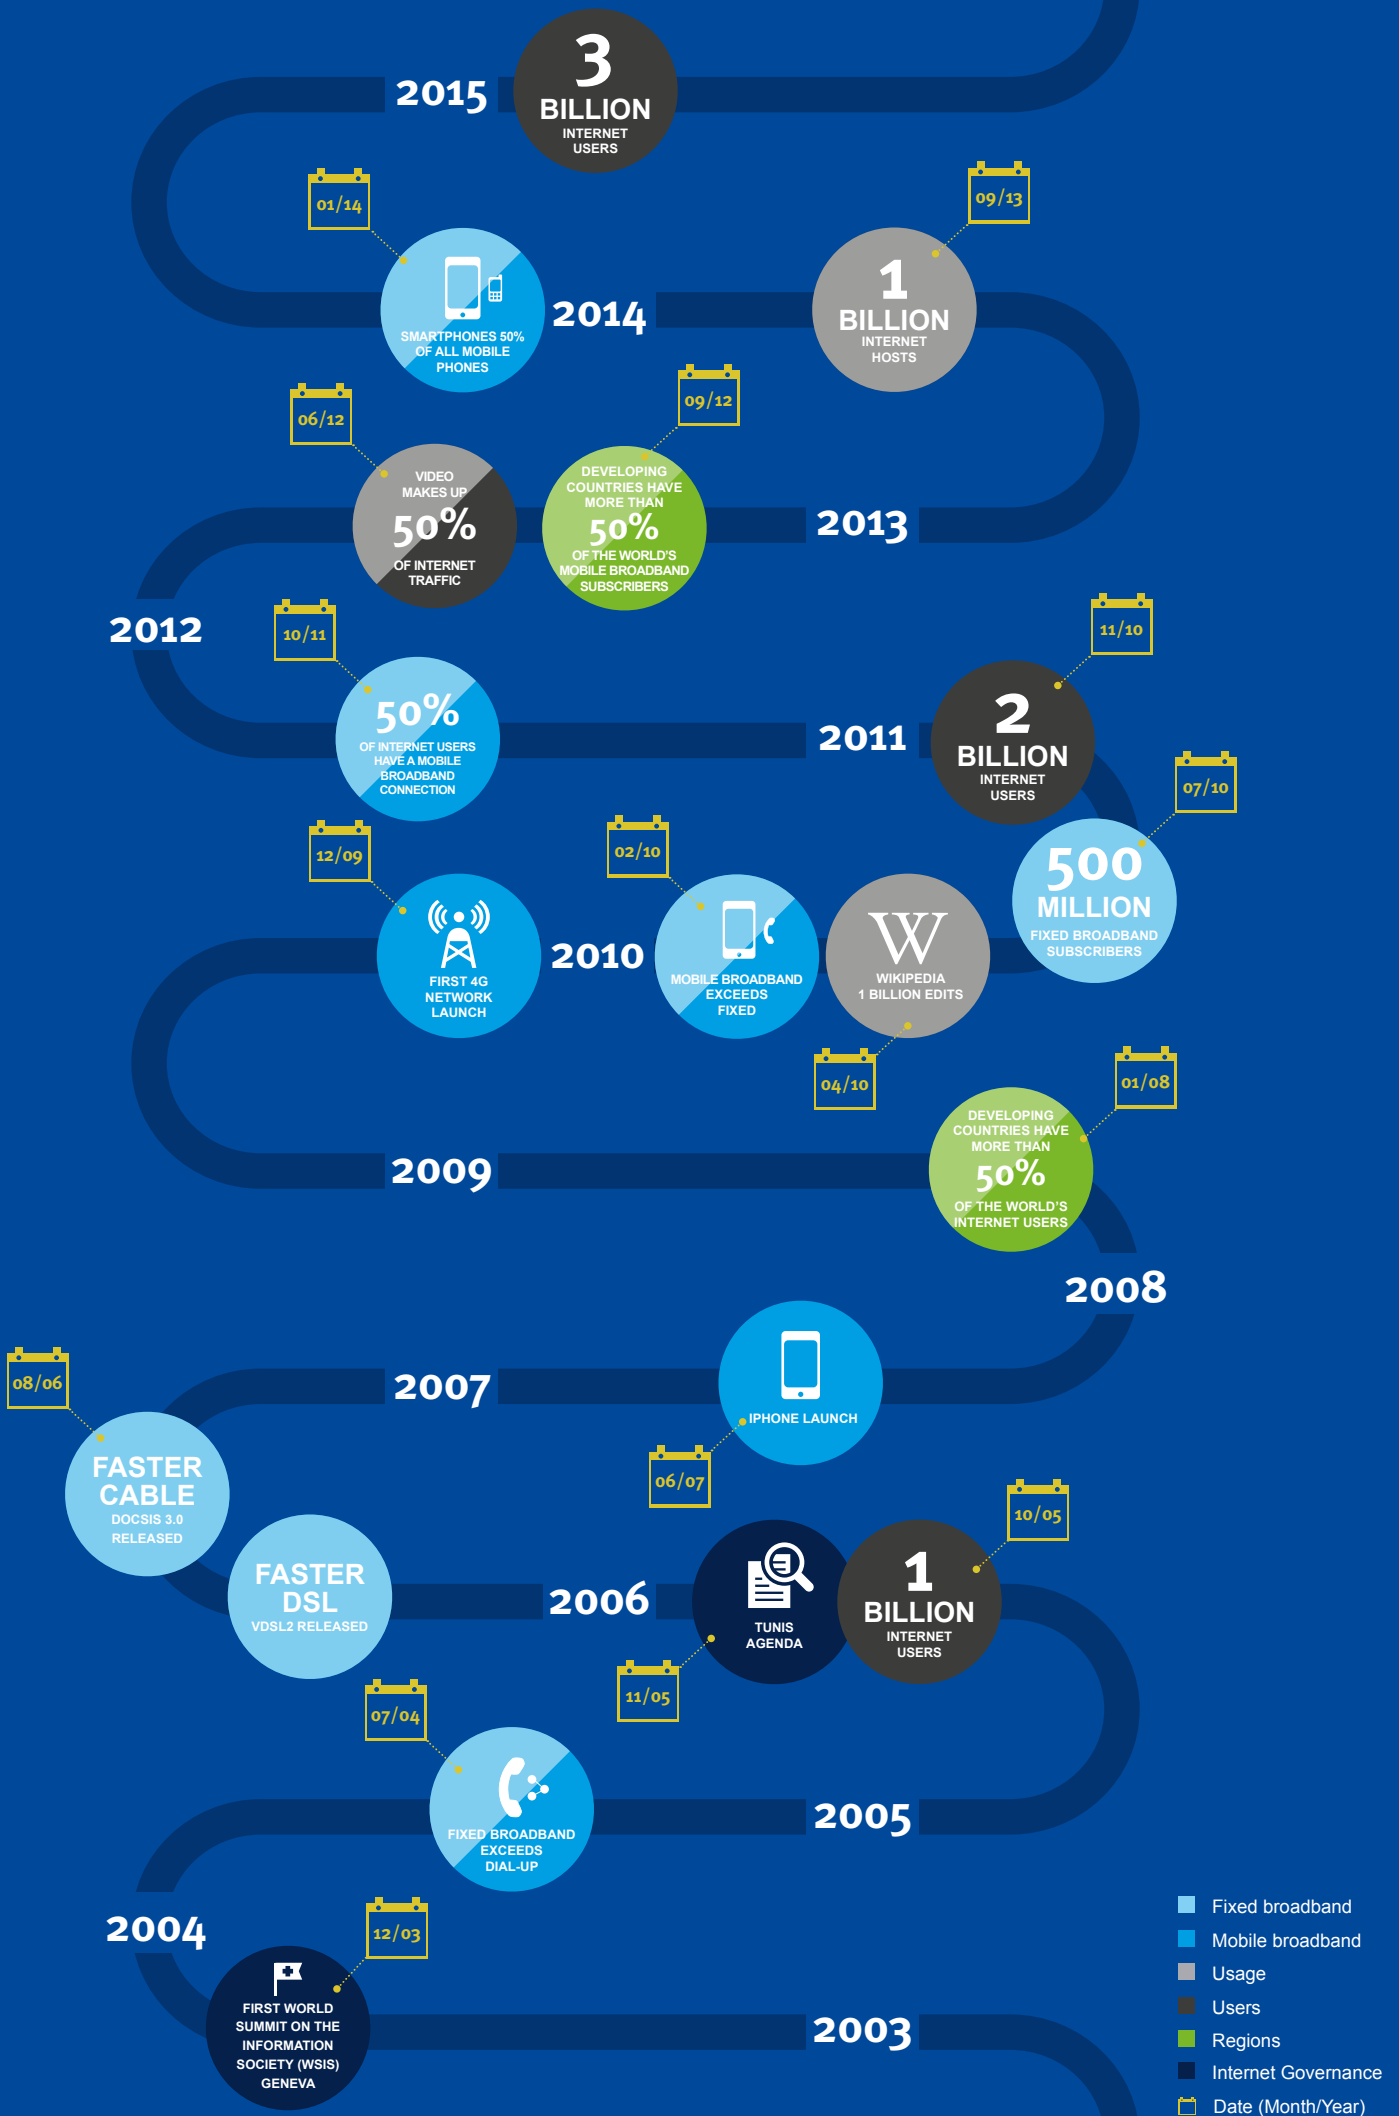 2015
3
BILLION
INTERNET
USERS
01/14
09/13
SMARTPHONES 50%
OF ALL MOBILE
PHONES
2014
1
BILLION
INTERNET
HOSTS
06/12
09/12
VIDEO
MAKES UP
50%
OF INTERNET
TRAFFIC
DEVELOPING
COUNTRIES HAVE
MORE THAN
50%
OF THE WORLD'S
MOBILE BROADBAND
SUBSCRIBERS
2013
2012
10/11
11/10
50%
OF INTERNET USERS
HAVE A MOBILE
BROADBAND
CONNECTION
2011
2
BILLION
INTERNET
USERS
07/10
12/09
02/10
500
MILLION
FIXED BROADBAND
SUBSCRIBERS
FIRST 4G
NETWORK
LAUNCH
2010
MOBILE BROADBAND
EXCEEDS
FIXED
WIKIPEDIA
1 BILLION EDITS
04/10
01/08
DEVELOPING
COUNTRIES HAVE
MORE THAN
50%
OF THE WORLD'S
INTERNET USERS
2009
2008
08/06
2007
IPHONE LAUNCH
06/07
FASTER
CABLE
DOCSIS 3.0
RELEASED
10/05
FASTER
DSL
VDSL2 RELEASED
2006
TUNIS
AGENDA
1
BILLION
INTERNET
USERS
11/05
07/04
FIXED BROADBAND
EXCEEDS
DIAL-UP
2005
2004
12/03
FIRST WORLD
SUMMIT ON THE
INFORMATION
SOCIETY (WSIS)
GENEVA
2003
Fixed broadband
Mobile broadband
Usage
Users
Regions
Internet Governance
Date (Month/Year)